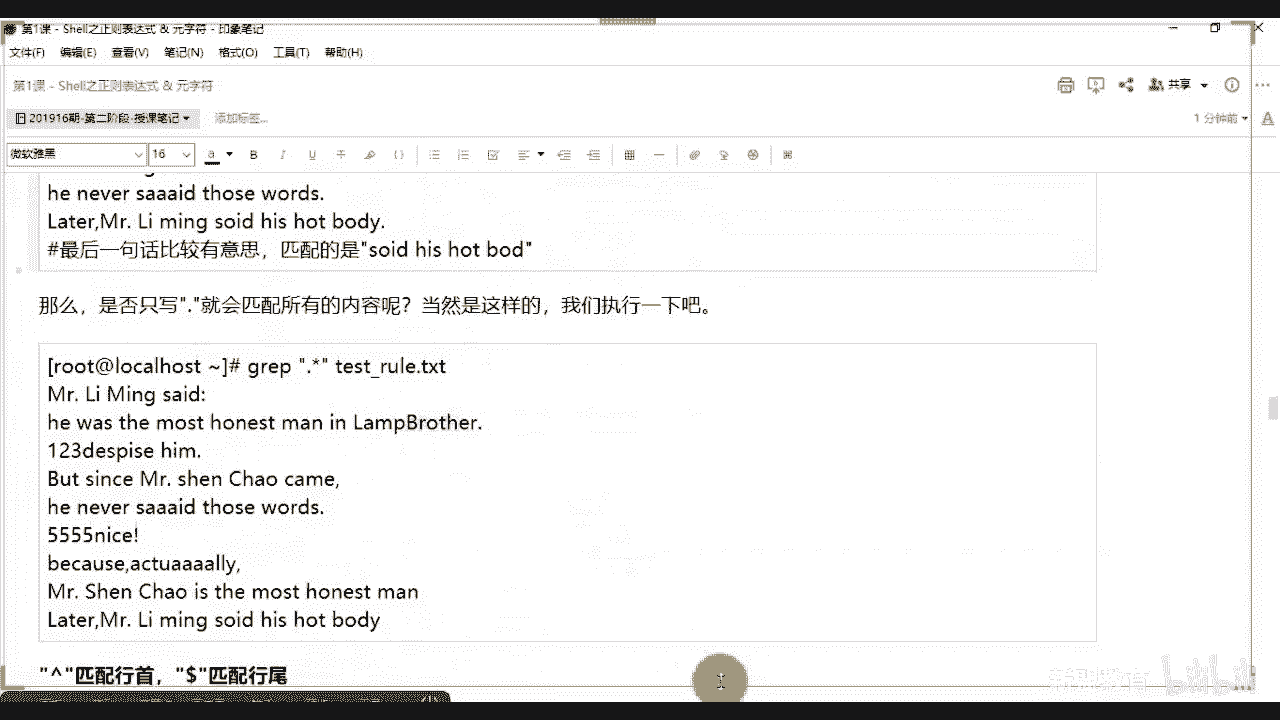 第1课 - Shell之正则表达式 & 元字符 - 印象笔记
文件(F) 编辑(E) 查看(V) 笔记(N) 格式(O) 工具(T) 帮助(H)
第1课 - Shell之正则表达式 & 元字符
共享
201916期-第二阶段-授课笔记
添加标签...
1 分钟前
微软雅黑 16
he never saaaid those words.
Later,Mr. Li ming soid his hot body.
#最后一句话比较有意思，匹配的是"soid his hot bod"
那么，是否只写"."就会匹配所有的内容呢？当然是这样的，我们执行一下吧。
[root@localhost ~]# grep ".*" test_rule.txt
Mr. Li Ming said:
he was the most honest man in LampBrother.
123despise him.
But since Mr. shen Chao came,
he never saaaid those words.
5555nice!
because,actuaaaally,
Mr. Shen Chao is the most honest man
Later,Mr. Li ming soid his hot body
"^"匹配行首，"$"匹配行尾
bilibili